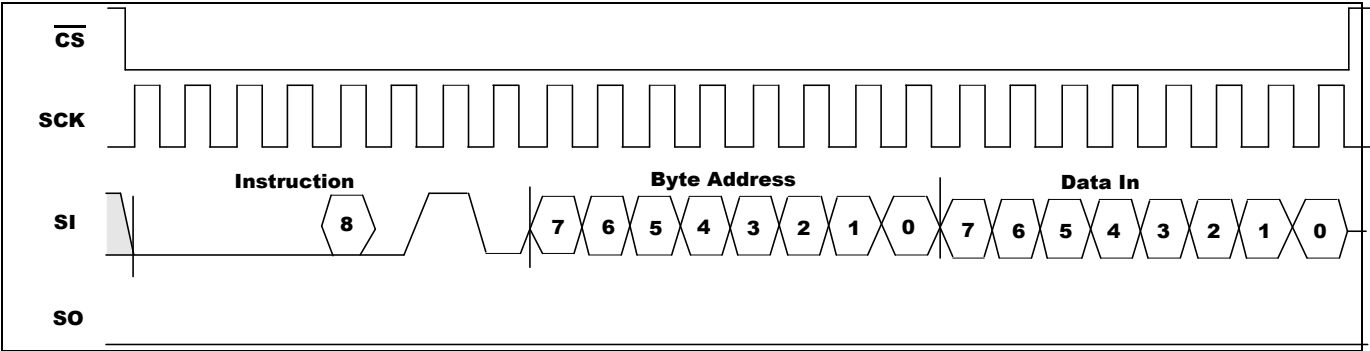 CS
SCK
Instruction Byte Address Data In
SI 8 7 6 5 4 3 2 1 0 7 6 5 4 3 2 1 0
SO